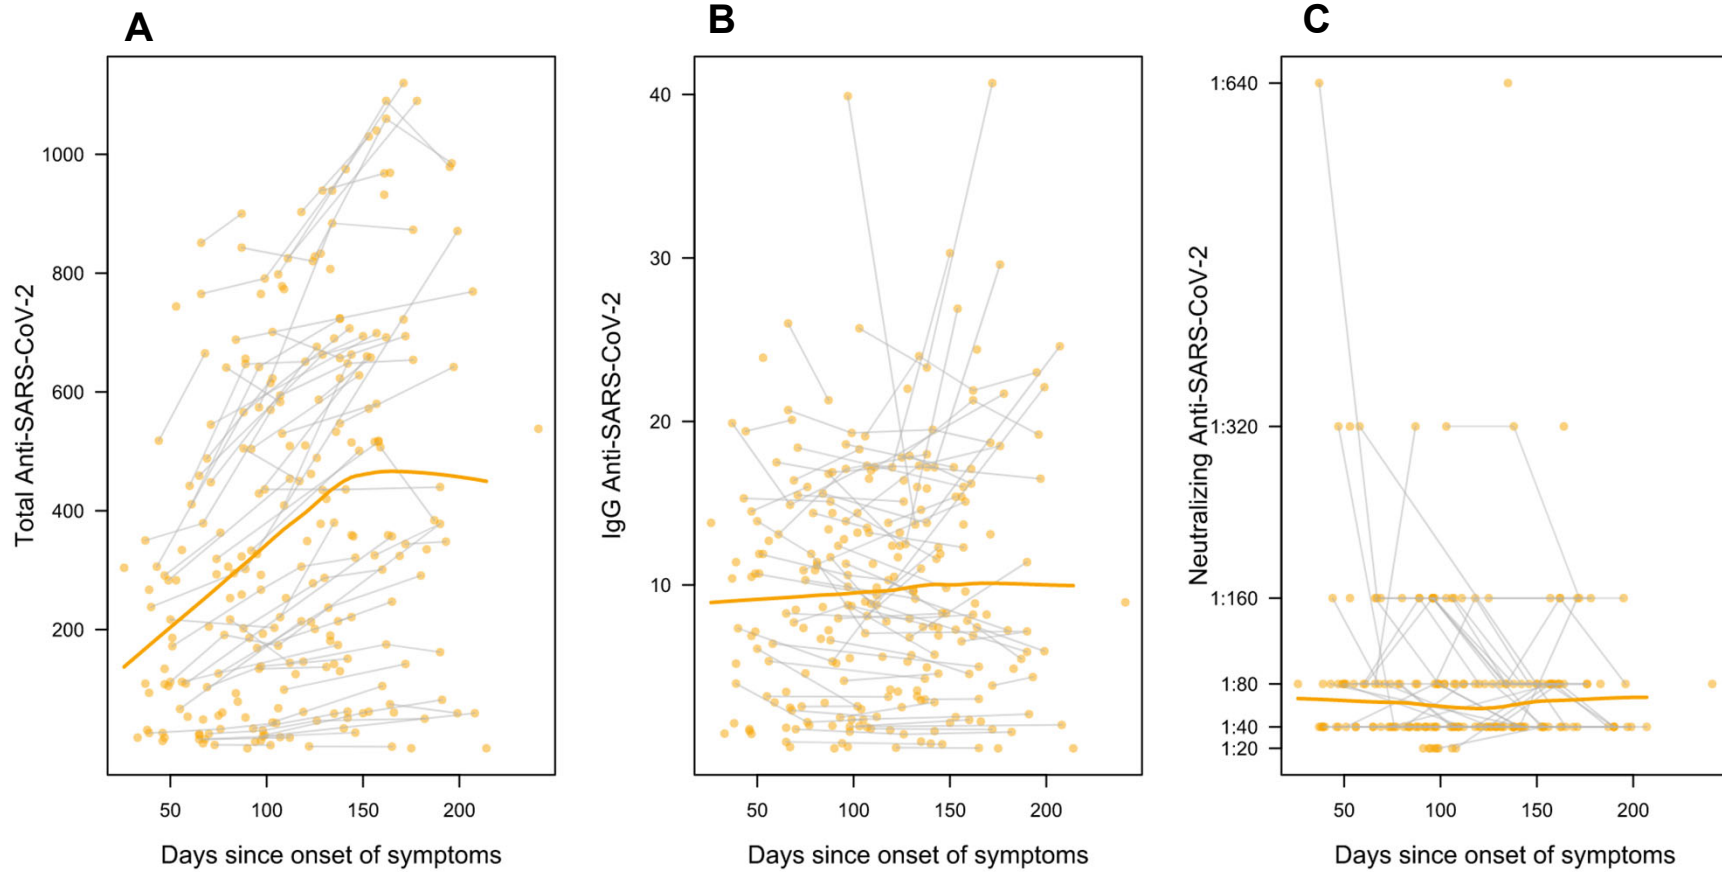 A
Total Anti-SARS-CoV-2
1000
800
600
400
200
50 100 150 200
Days since onset of symptoms
B
IgG Anti-SARS-CoV-2
40
30
20
10
50 100 150 200
Days since onset of symptoms
C
Neutralizing Anti-SARS-CoV-2
1:640
1:320
1:160
1:80
1:40
1:20
50 100 150 200
Days since onset of symptoms